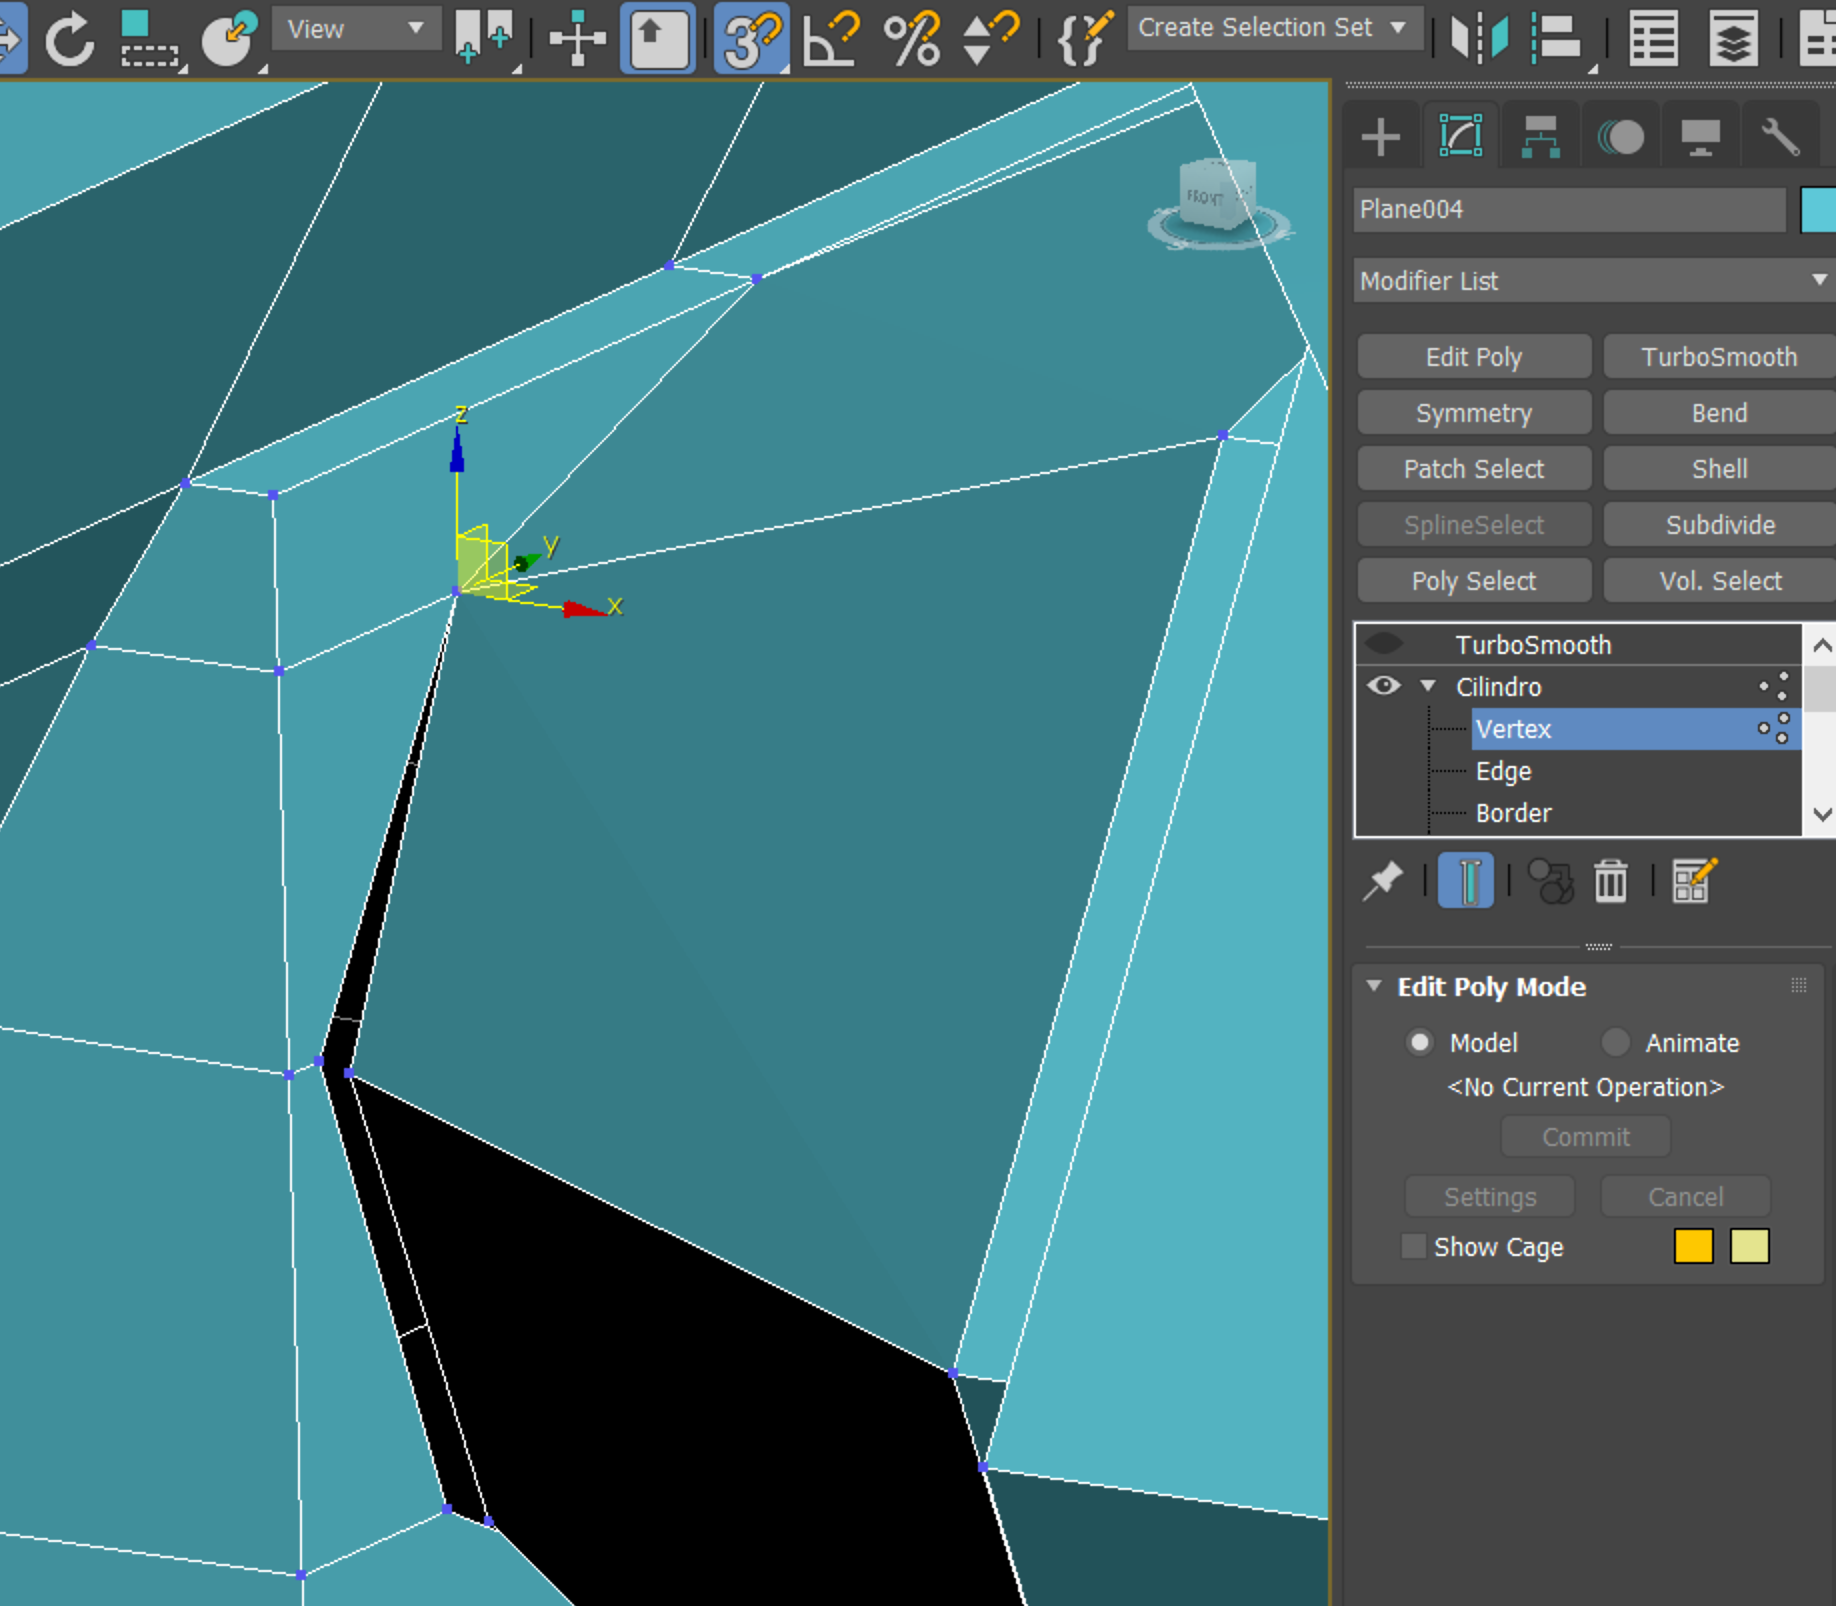 View
3
%
{}
Create Selection Set
FRONT
Plane004
Modifier List
Edit Poly
TurboSmooth
Symmetry
Bend
Patch Select
Shell
SplineSelect
Subdivide
Poly Select
Vol. Select
z
y
x
TurboSmooth
Cilindro
Vertex
Edge
Border
Edit Poly Mode
Model
Animate
<No Current Operation>
Commit
Settings
Cancel
Show Cage